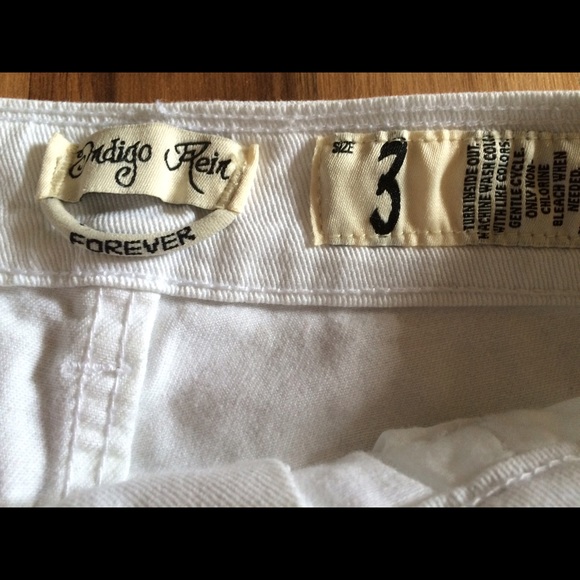 Indigo Rein
FOREVER
SIZE
3
TURN INSIDE OUT.
MACHINE WASH COLD
WITH LIKE COLORS.
GENTLE CYCLE.
ONLY NON-
CHLORINE
BLEACH WHEN
NEEDED.